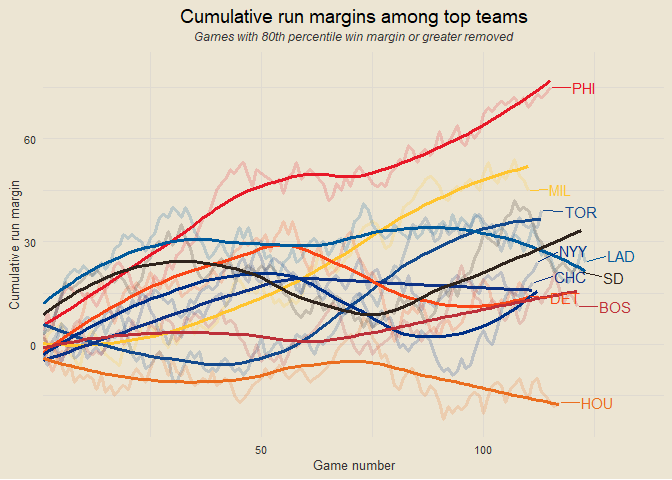 Cumulative run margins among top teams
Games with 80th percentile win margin or greater removed
PHI
60
MIL
TOR
30
NYY
LAD
CHC
SD
DET
BOS
0
HOU
Cumulative run margin
50
100
Game number